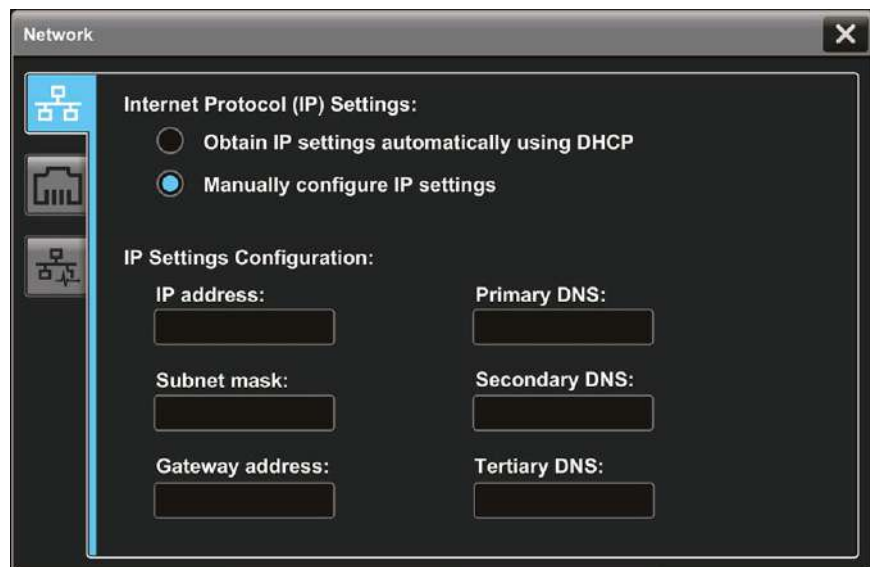 Network
Internet Protocol (IP) Settings:
Obtain IP settings automatically using DHCP
Manually configure IP settings
IP Settings Configuration:
IP address:
Primary DNS:
Subnet mask:
Secondary DNS:
Gateway address:
Tertiary DNS: